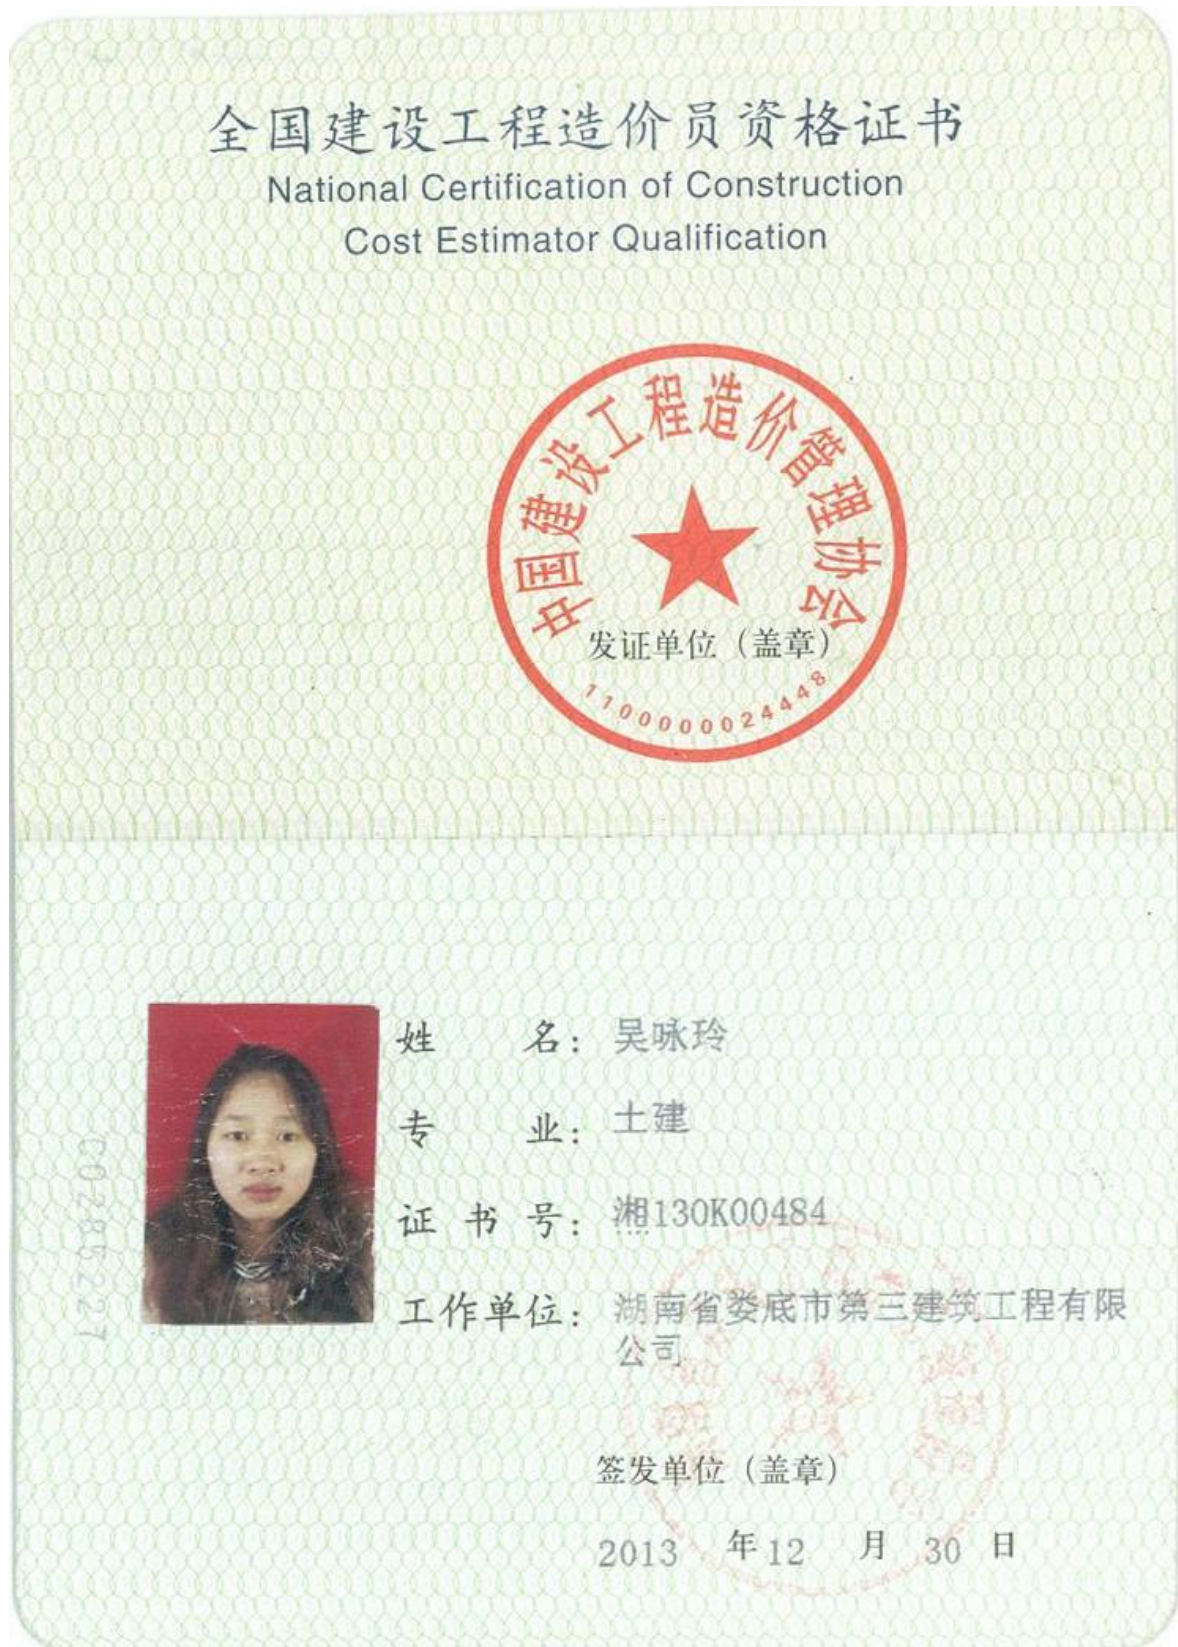 全国建设工程造价员资格证书
National Certification of Construction
Cost Estimator Qualification
中国建设工程造价管理协会
发证单位（盖章）
1100000024448
姓 名： 吴咏玲
专 业： 土建
证 书 号： 湘130K00484
工作单位： 湖南省娄底市第三建筑工程有限
公司
签发单位（盖章）
2013 年 12 月 30 日
C0285227